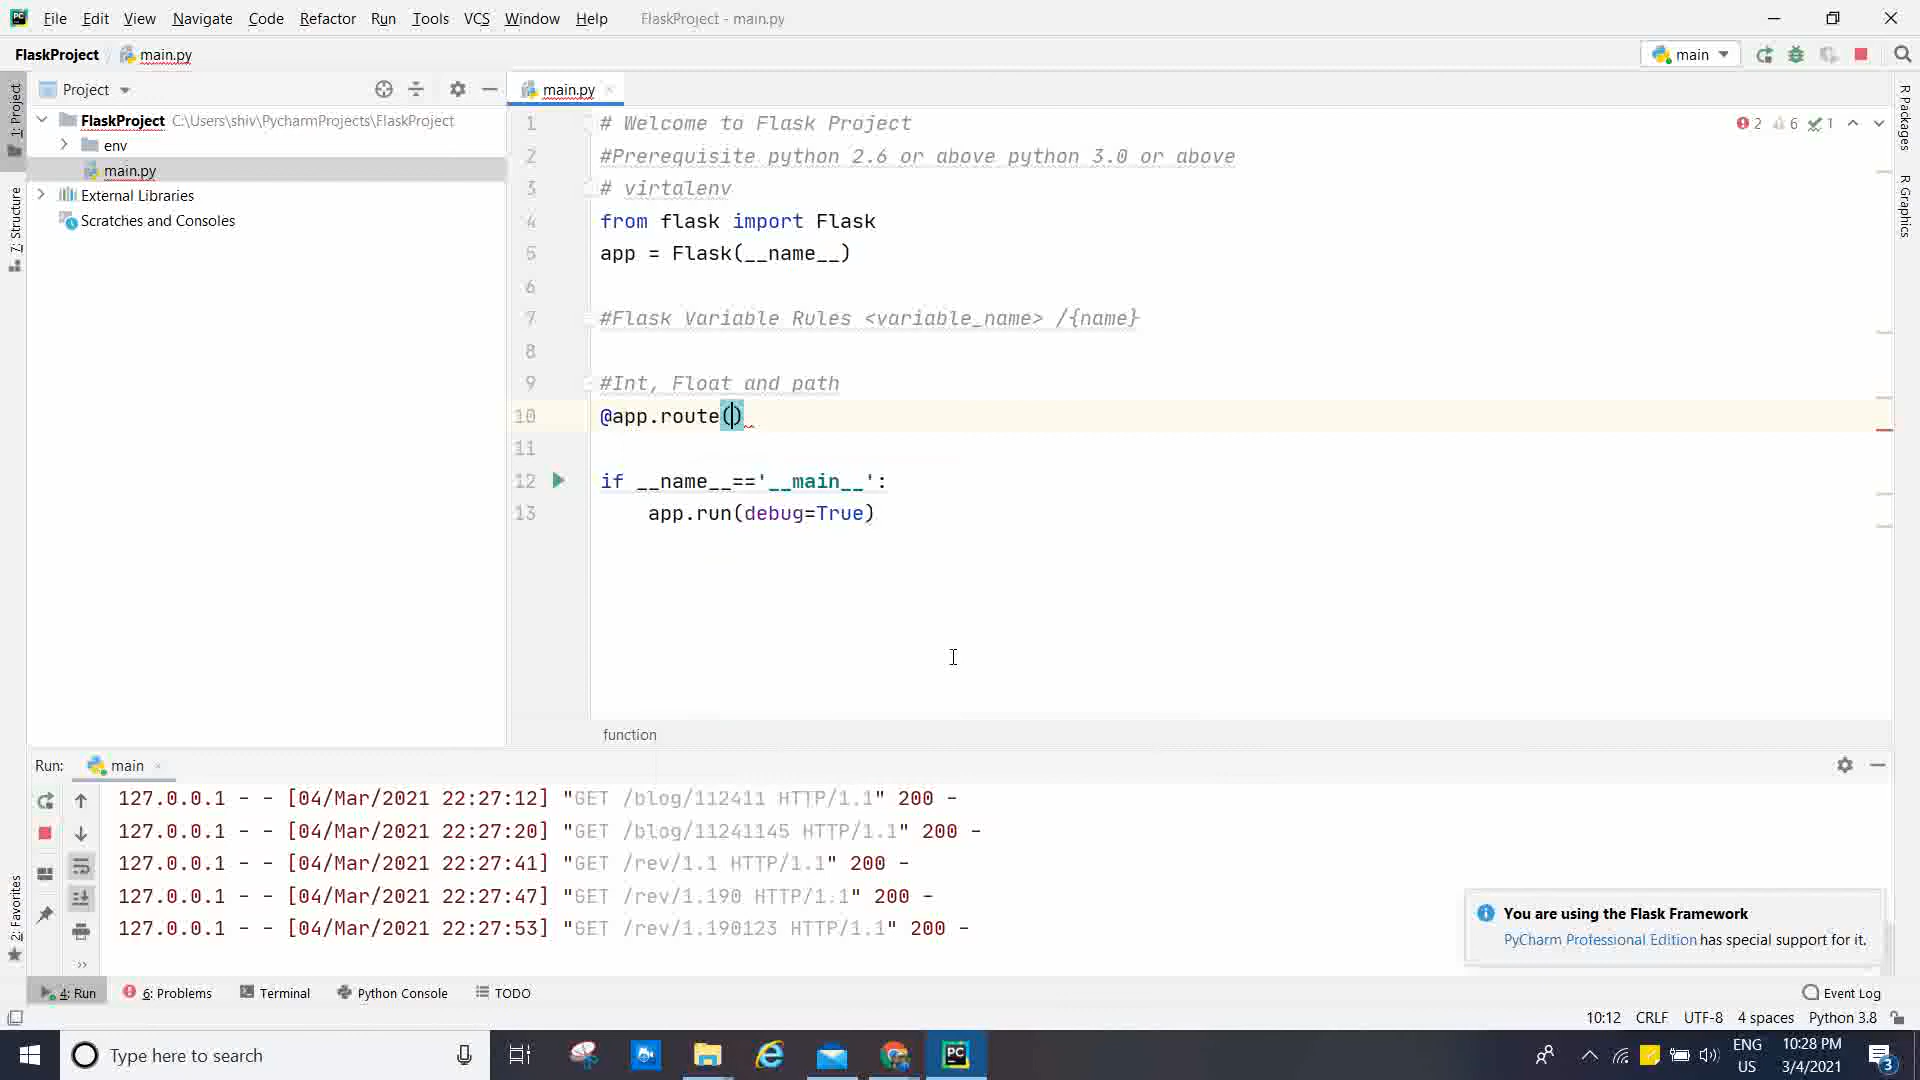 File Edit View Navigate Code Refactor Run Tools VCS Window Help FlaskProject - main.py
FlaskProject main.py main
1: Project
7: Structure
2: Favorites
Project
FlaskProject C:\Users\shiv\PycharmProjects\FlaskProject
env
main.py
External Libraries
Scratches and Consoles
main.py
2 6 1
1 # Welcome to Flask Project
2 #Prerequisite python 2.6 or above python 3.0 or above
3 # virtalenv
4 from flask import Flask
5 app = Flask(__name__)
6
7 #Flask Variable Rules <variable_name> /{name}
8
9 #Int, Float and path
10 @app.route()
11
12 if __name__=='__main__':
13 app.run(debug=True)
function
R Packages
R Graphics
Run: main
127.0.0.1 - - [04/Mar/2021 22:27:12] "GET /blog/112411 HTTP/1.1" 200 -
127.0.0.1 - - [04/Mar/2021 22:27:20] "GET /blog/11241145 HTTP/1.1" 200 -
127.0.0.1 - - [04/Mar/2021 22:27:41] "GET /rev/1.1 HTTP/1.1" 200 -
127.0.0.1 - - [04/Mar/2021 22:27:47] "GET /rev/1.190 HTTP/1.1" 200 -
127.0.0.1 - - [04/Mar/2021 22:27:53] "GET /rev/1.190123 HTTP/1.1" 200 -
You are using the Flask Framework
PyCharm Professional Edition has special support for it.
4: Run 6: Problems Terminal Python Console TODO Event Log
10:12 CRLF UTF-8 4 spaces Python 3.8
Type here to search
PC
ENG
US
10:28 PM
3/4/2021
3